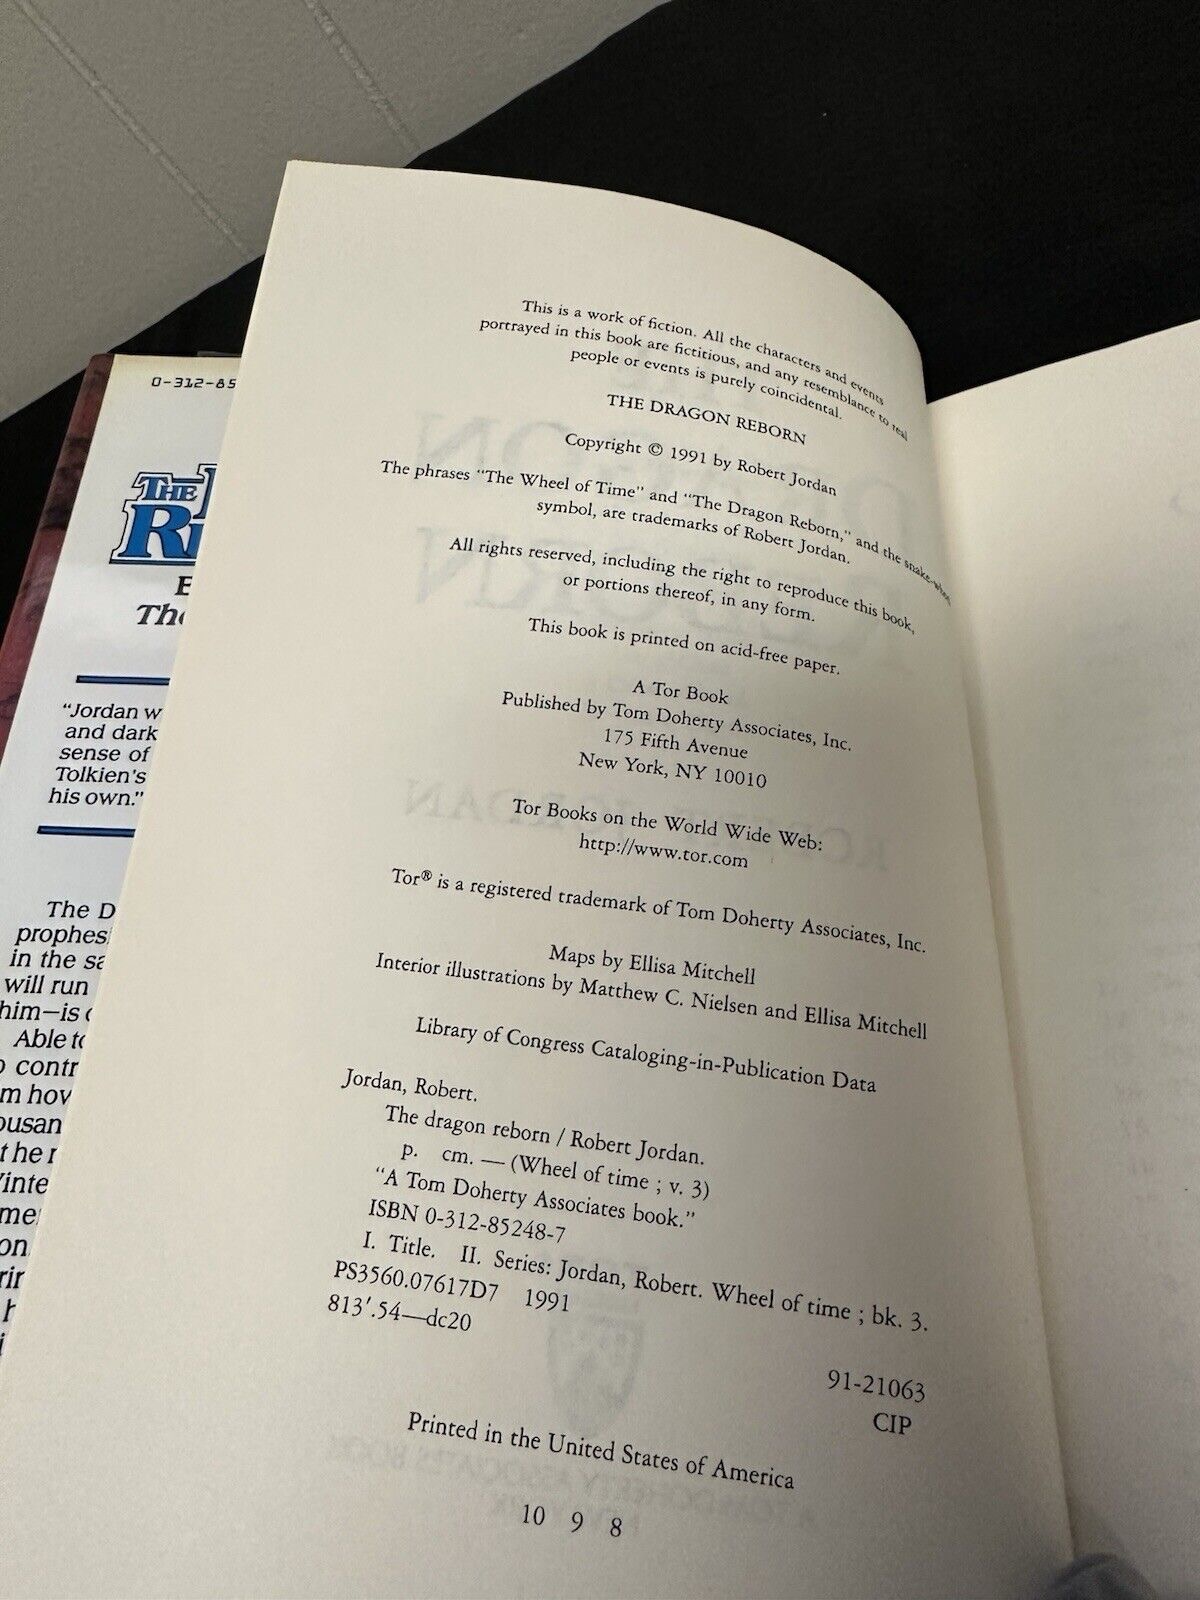 This is a work of fiction. All the characters and events
portrayed in this book are fictitious, and any resemblance to real
people or events is purely coincidental.
THE DRAGON REBORN
Copyright © 1991 by Robert Jordan
The phrases "The Wheel of Time" and "The Dragon Reborn," and the snake-wheel
symbol, are trademarks of Robert Jordan.
All rights reserved, including the right to reproduce this book,
or portions thereof, in any form.
This book is printed on acid-free paper.
A Tor Book
Published by Tom Doherty Associates, Inc.
175 Fifth Avenue
New York, NY 10010
Tor Books on the World Wide Web:
http://www.tor.com
Tor® is a registered trademark of Tom Doherty Associates, Inc.
Maps by Ellisa Mitchell
Interior illustrations by Matthew C. Nielsen and Ellisa Mitchell
Library of Congress Cataloging-in-Publication Data
Jordan, Robert.
The dragon reborn / Robert Jordan.
p. cm. — (Wheel of time ; v. 3)
"A Tom Doherty Associates book."
ISBN 0-312-85248-7
I. Title. II. Series: Jordan, Robert. Wheel of time ; bk. 3.
PS3560.07617D7 1991
813'.54—dc20
91-21063
CIP
Printed in the United States of America
10 9 8
0-312-85
THE
"Jordan w
and dark
sense of
Tolkien's
his own."
The D
prophesi
in the sa
will run
him—is
Able to
contr